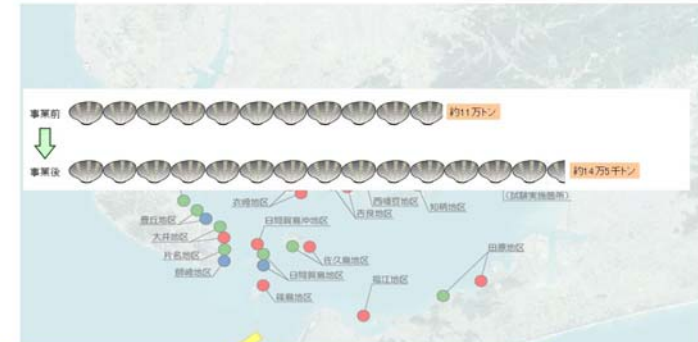 事業前
約11万トン
事業後
約14万5千トン
衣崎地区
西幡豆地区
知柄地区
(試験実施箇所)
吉良地区
豊丘地区
大井地区
日間賀島沖地区
片名地区
佐久島地区
師崎地区
日間賀島地区
田原地区
福江地区
篠島地区